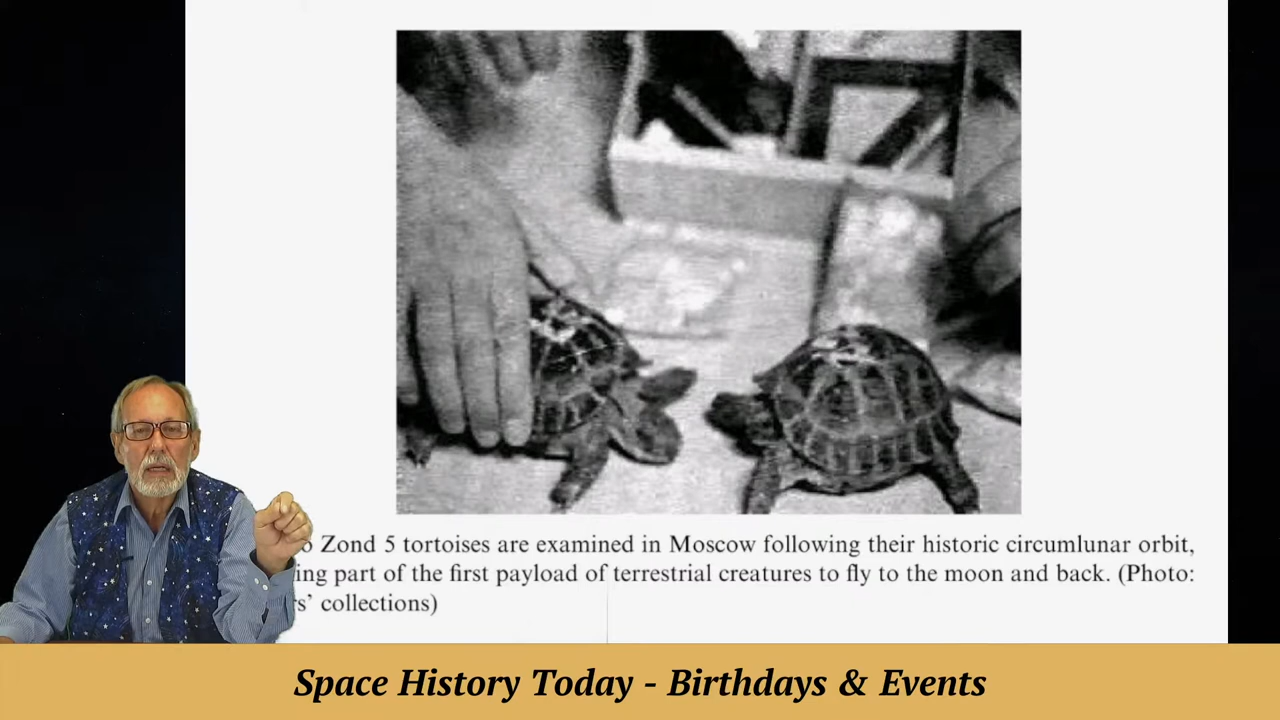 Zond 5 tortoises are examined in Moscow following their historic circumlunar orbit,
part of the first payload of terrestrial creatures to fly to the moon and back. (Photo:
collections)
Space History Today - Birthdays & Events